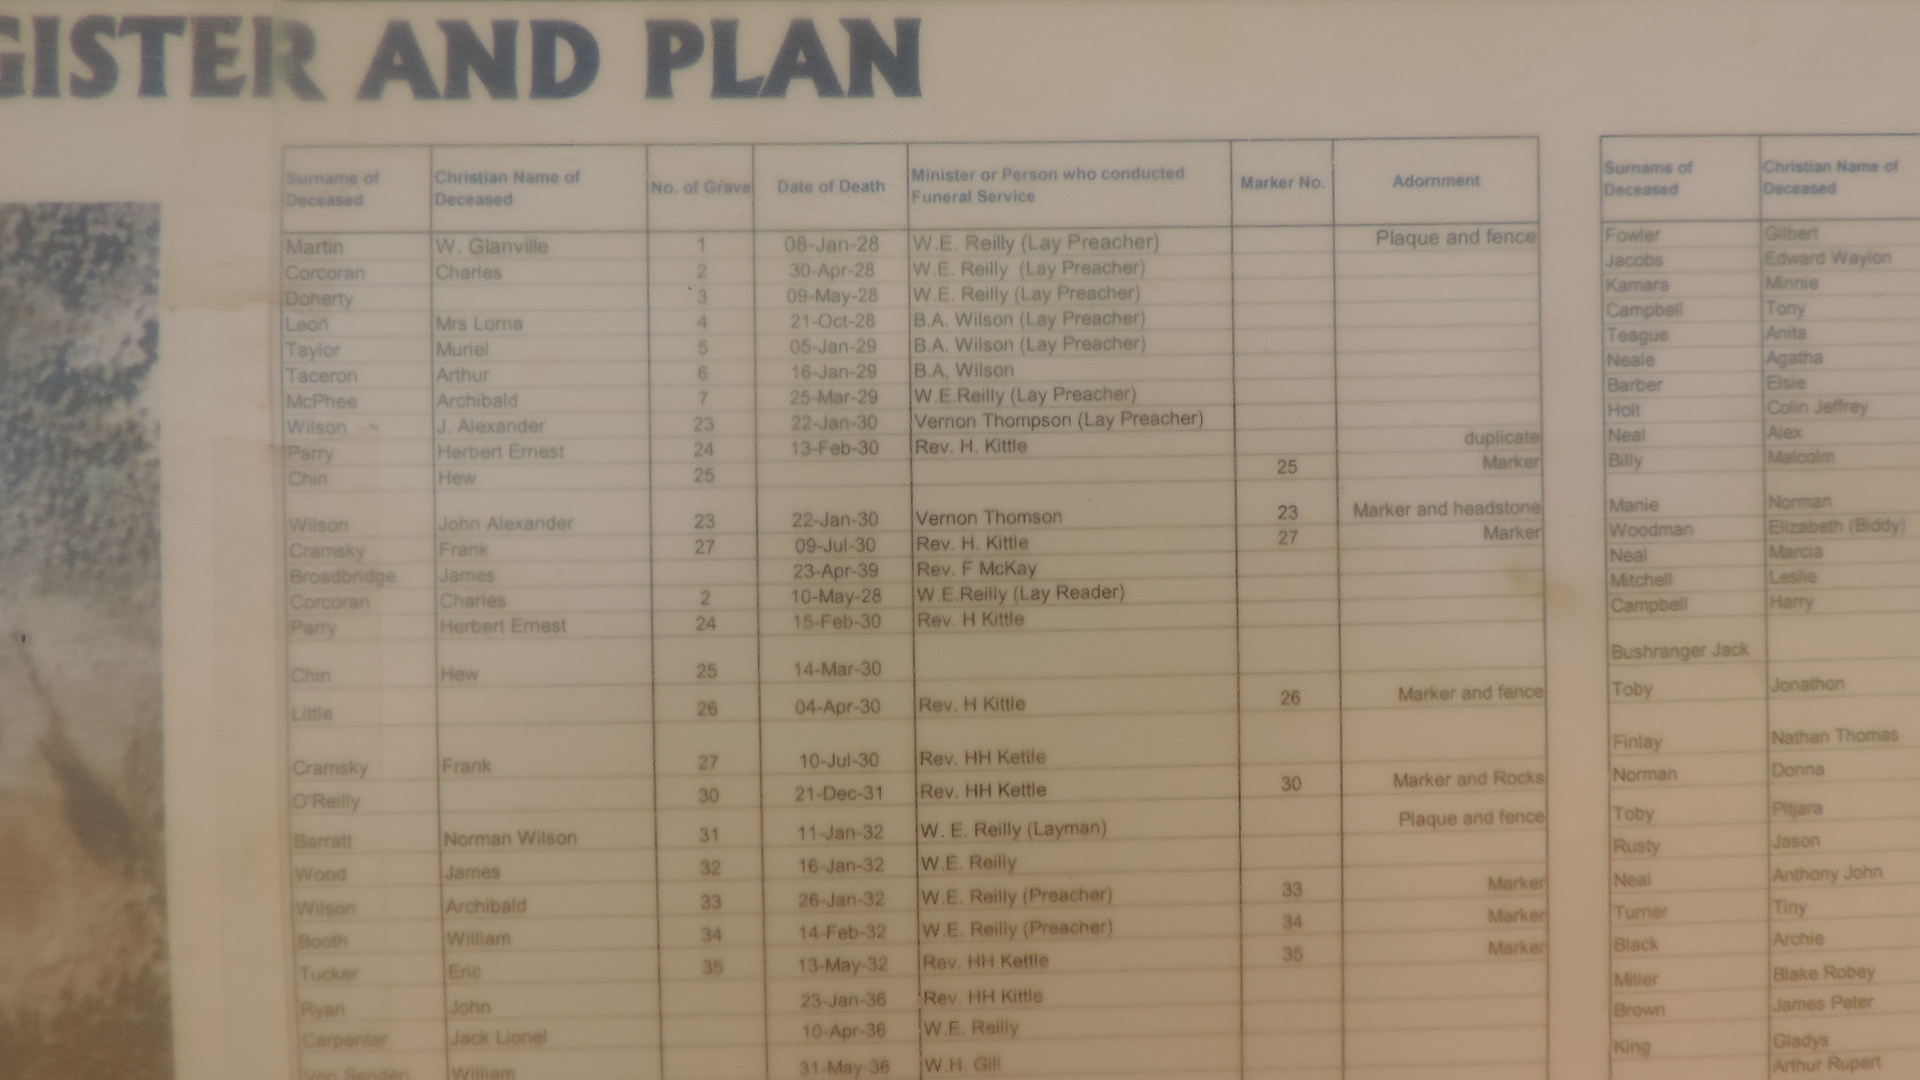 GISTER AND PLAN
Surname of Deceased Christian Name of Deceased No. of Grave Date of Death Minister or Person who conducted Funeral Service Marker No. Adornment
Martin W. Glanville 1 08-Jan-28 W.E. Reilly (Lay Preacher) Plaque and fence
Corcoran Charles 2 30-Apr-28 W.E. Reilly (Lay Preacher)
Doherty 3 09-May-28 W.E. Reilly (Lay Preacher)
Leon Mrs Lorna 4 21-Oct-28 B.A. Wilson (Lay Preacher)
Taylor Muriel 5 05-Jan-29 B.A. Wilson (Lay Preacher)
Taceron Arthur 6 16-Jan-29 B.A, Wilson
McPhee Archibald 7 25-Mar-29 W.E.Reilly (Lay Preacher)
Wilson J. Alexander 23 22-Jan-30 Vernon Thompson (Lay Preacher)
Parry Herbert Ernest 24 13-Feb-30 Rev. H. Kittle duplicate
Chin Hew 25 25 Marker
Wilson John Alexander 23 22-Jan-30 Vernon Thomson 23 Marker and headstone
Cramsky Frank 27 09-Jul-30 Rev. H. Kittle 27 Marker
Broadbridge James 23-Apr-39 Rev. F McKay
Corcoran Charles 2 10-May-28 W.E.Reilly (Lay Reader)
Parry Herbert Ernest 24 15-Feb-30 Rev. H Kittle
Chin Hew 25 14-Mar-30
Little 26 04-Apr-30 Rev. H Kittle 26 Marker and fence
Cramsky Frank 27 10-Jul-30 Rev. HH Kettle
O'Reilly 30 21-Dec-31 Rev. HH Kettle 30 Marker and Rocks
Barratt Norman Wilson 31 11-Jan-32 W. E. Reilly (Layman) Plaque and fence
Wood James 32 16-Jan-32 W.E. Reilly
Wilson Archibald 33 26-Jan-32 W.E. Reilly (Preacher) 33 Marker
Booth William 34 14-Feb-32 W.E. Reilly (Preacher) 34 Marker
Tucker Eric 35 13-May-32 Rev. HH Kettle 35 Marker
Ryan John 23-Jan-36 Rev. HH Kittle
Carpenter Jack Lionel 10-Apr-36 W.E. Reilly
Von Senden William 31-May-36 W.H. Gill
Surname of Deceased Christian Name of Deceased
Fowler Gilbert
Jacobs Edward Waylon
Kamara Minnie
Campbell Tony
Teague Anita
Neale Agatha
Barber Elsie
Holt Colin Jeffrey
Neal Alex
Billy Malcolm
Manie Norman
Woodman Elizabeth (Biddy)
Neal Marcia
Mitchell Leslie
Campbell Harry
Bushranger Jack
Toby Jonathon
Finlay Nathan Thomas
Norman Donna
Toby Pitjara
Rusty Jason
Neal Anthony John
Turner Tiny
Black Archie
Miller Blake Robey
Brown James Peter
King Gladys
Arthur Rupert